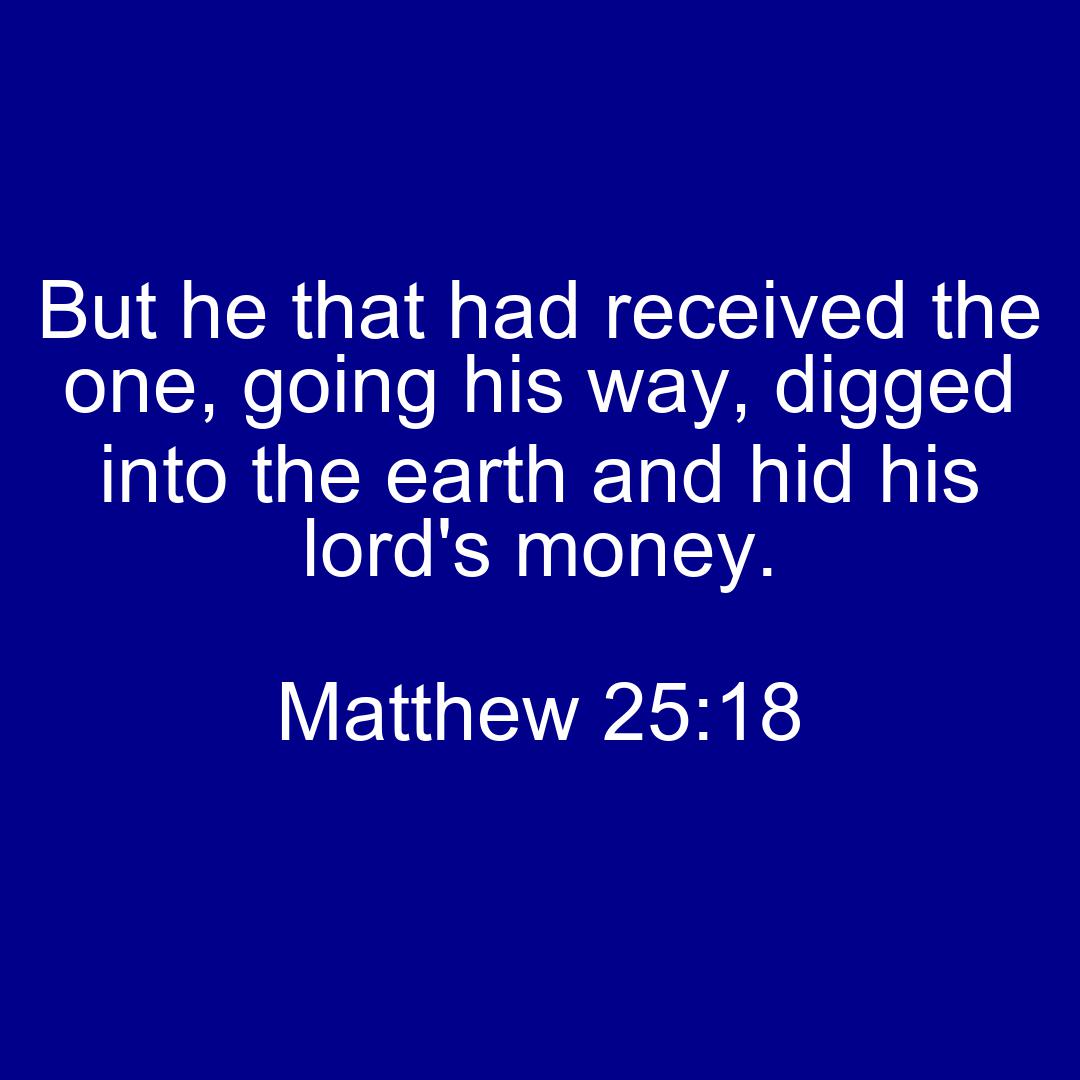 But he that had received the
one, going his way, digged
into the earth and hid his
lord's money.
Matthew 25:18